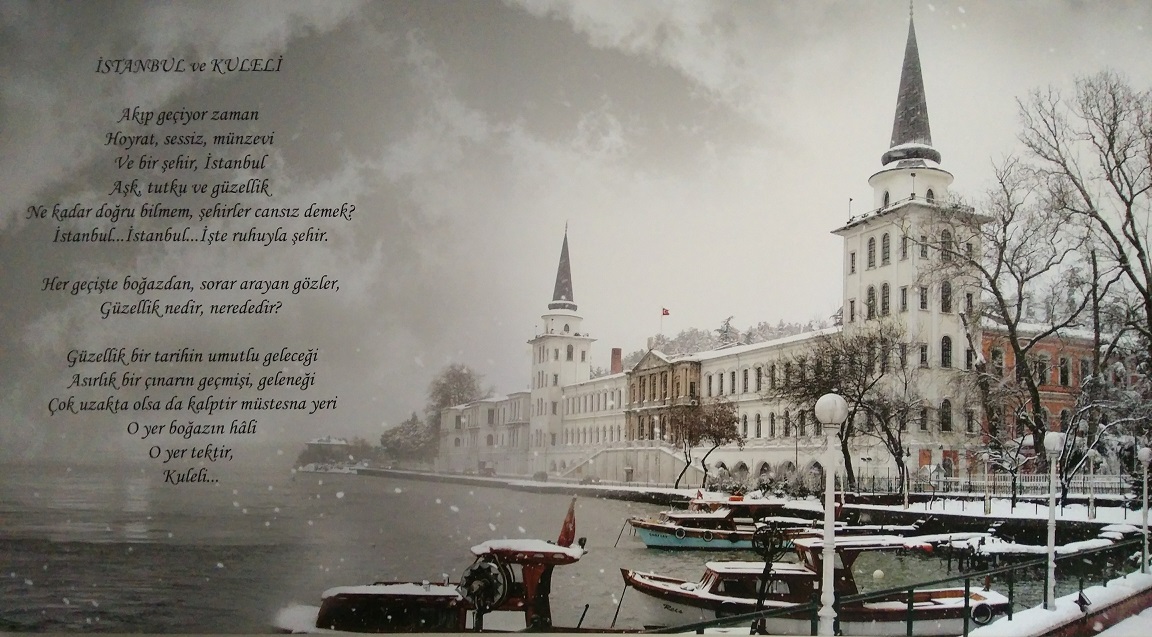 İSTANBUL ve KULELİ
Akıp geçiyor zaman
Hoyrat, sessiz, münzevi
Ve bir şehir, İstanbul
Aşk, tutku ve güzellik
Ne kadar doğru bilmem, şehirler cansız demek?
İstanbul...İstanbul...İşte ruhuyla şehir.
Her geçişte boğazdan, sorar arayan gözler,
Güzellik nedir, nerededir?
Güzellik bir tarihin umutlu geleceği
Asırlık bir çınarın geçmişi, geleneği
Çok uzakta olsa da kalptir müstesna yeri
O yer boğazın hâli
O yer tektir,
Kuleli...
Reis